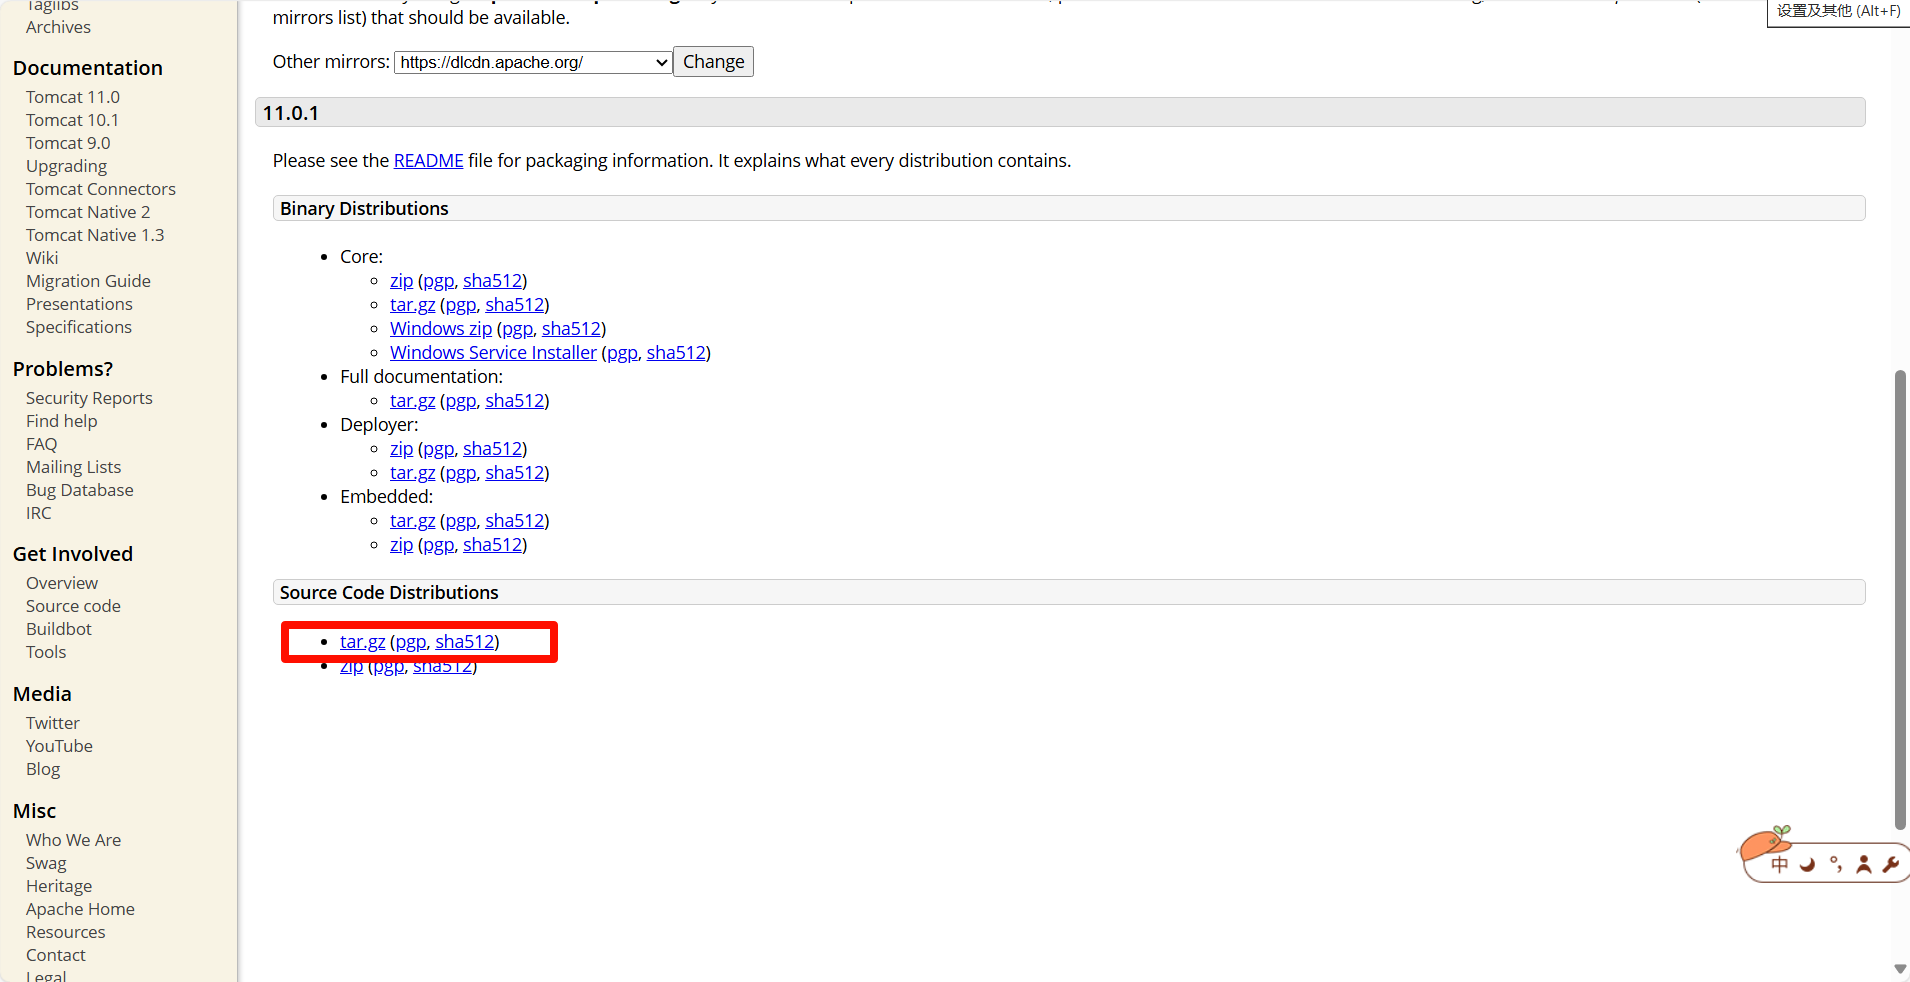 Taglibs
Archives
Documentation
Tomcat 11.0
Tomcat 10.1
Tomcat 9.0
Upgrading
Tomcat Connectors
Tomcat Native 2
Tomcat Native 1.3
Wiki
Migration Guide
Presentations
Specifications
Problems?
Security Reports
Find help
FAQ
Mailing Lists
Bug Database
IRC
Get Involved
Overview
Source code
Buildbot
Tools
Media
Twitter
YouTube
Blog
Misc
Who We Are
Swag
Heritage
Apache Home
Resources
Contact
Legal
mirrors list) that should be available.
设置及其他 (Alt+F)
Other mirrors: https://dlcdn.apache.org/ Change
11.0.1
Please see the README file for packaging information. It explains what every distribution contains.
Binary Distributions
• Core:
◦ zip (pgp, sha512)
◦ tar.gz (pgp, sha512)
◦ Windows zip (pgp, sha512)
◦ Windows Service Installer (pgp, sha512)
• Full documentation:
◦ tar.gz (pgp, sha512)
• Deployer:
◦ zip (pgp, sha512)
◦ tar.gz (pgp, sha512)
• Embedded:
◦ tar.gz (pgp, sha512)
◦ zip (pgp, sha512)
Source Code Distributions
• tar.gz (pgp, sha512)
• zip (pgp, sha512)
中